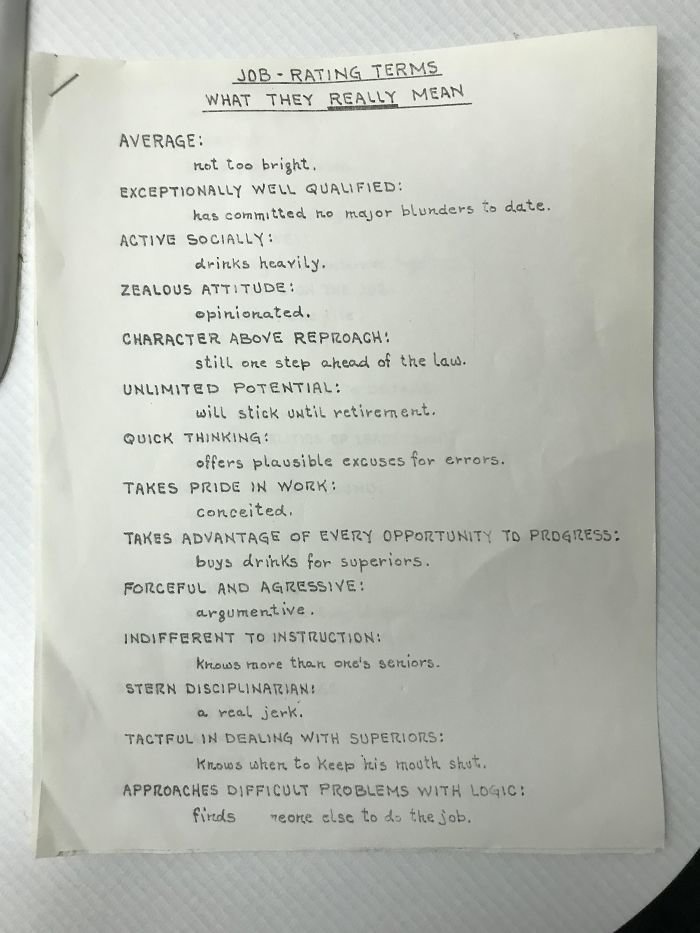 JOB-RATING TERMS
WHAT THEY REALLY MEAN
AVERAGE:
not too bright.
EXCEPTIONALLY WELL QUALIFIED:
has committed no major blunders to date.
ACTIVE SOCIALLY:
drinks heavily.
ZEALOUS ATTITUDE:
opinionated.
CHARACTER ABOVE REPROACH:
still one step ahead of the law.
UNLIMITED POTENTIAL:
will stick until retirement.
QUICK THINKING:
offers plausible excuses for errors.
TAKES PRIDE IN WORK:
conceited.
TAKES ADVANTAGE OF EVERY OPPORTUNITY TO PROGRESS:
buys drinks for superiors.
FORCEFUL AND AGRESSIVE:
argumentive.
INDIFFERENT TO INSTRUCTION:
knows more than one's seniors.
STERN DISCIPLINARIAN:
a real jerk.
TACTFUL IN DEALING WITH SUPERIORS:
knows when to keep his mouth shut.
APPROACHES DIFFICULT PROBLEMS WITH LOGIC:
finds else to do the job.